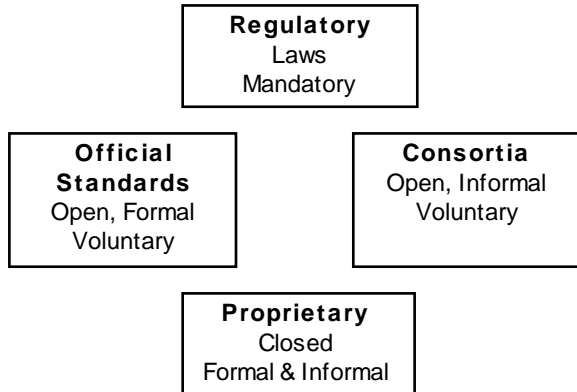 Regulatory
Laws
Mandatory
Official
Standards
Open, Formal
Voluntary
Consortia
Open, Informal
Voluntary
Proprietary
Closed
Formal & Informal